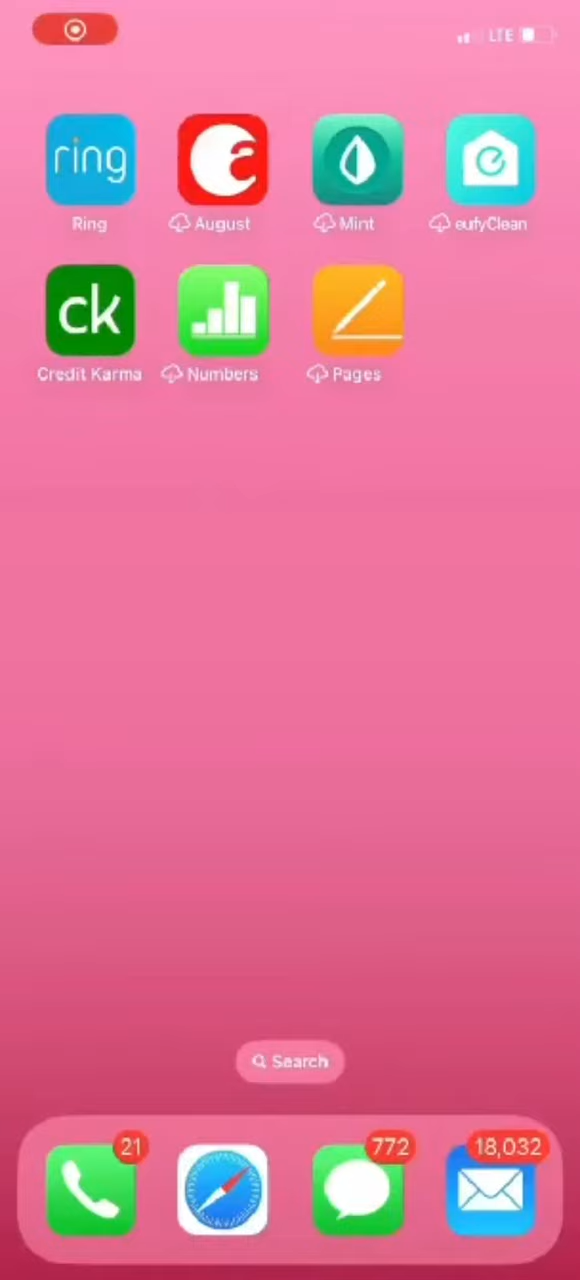 LTE
ring
Ring
August
Mint
eufyClean
ck
Credit Karma
Numbers
Pages
Search
21
772
18,032